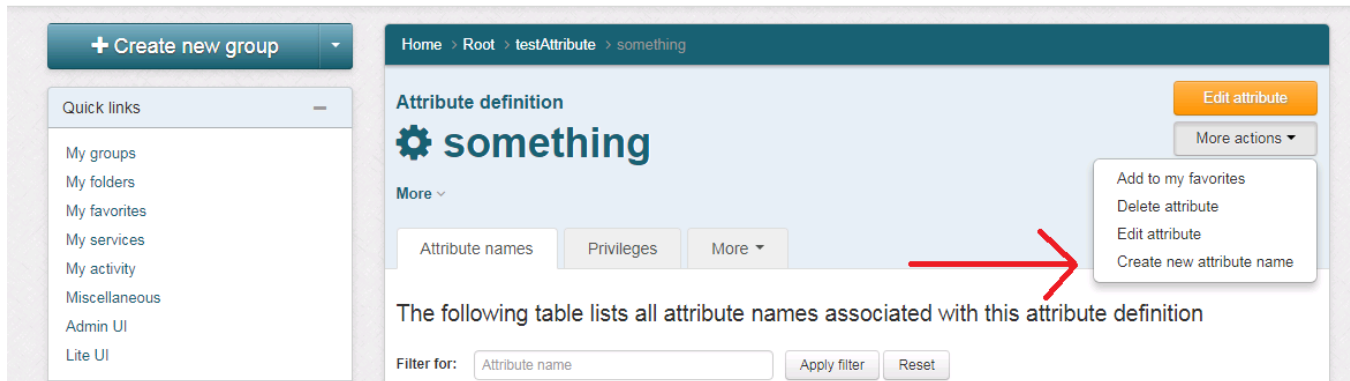 + Create new group
Quick links
My groups
My folders
My favorites
My services
My activity
Miscellaneous
Admin UI
Lite UI
Home > Root > testAttribute > something
Attribute definition
something
More
Edit attribute
More actions
Add to my favorites
Delete attribute
Edit attribute
Create new attribute name
Attribute names
Privileges
More
The following table lists all attribute names associated with this attribute definition
Filter for: Attribute name Apply filter Reset